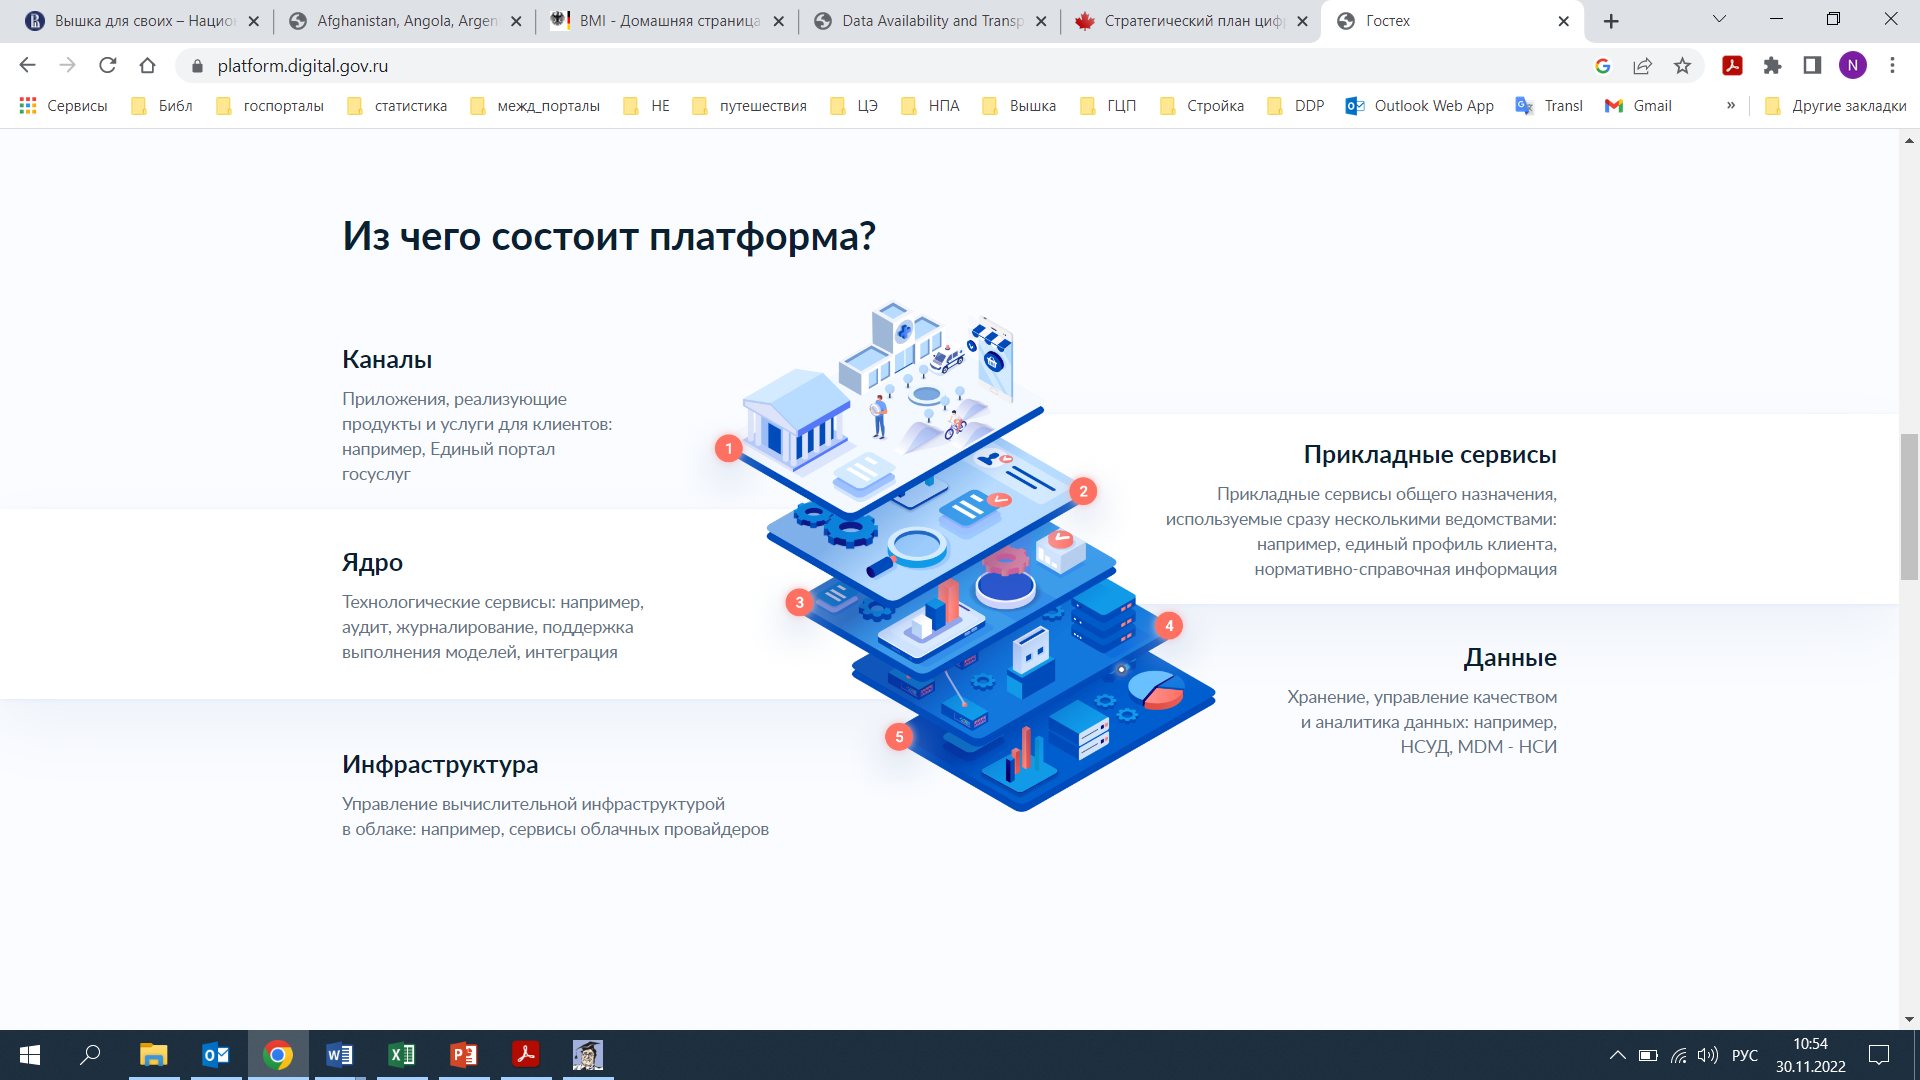 Вышка для своих – Национ
Afghanistan, Angola, Argen
BMI - Домашняя страница
Data Availability and Transp
Стратегический план циф
Гостех
platform.digital.gov.ru
N
Сервисы
Библ
госпорталы
статистика
межд_порталы
НЕ
путешествия
ЦЭ
НПА
Вышка
ГЦП
Стройка
DDP
Outlook Web App
Transl
Gmail
»
Другие закладки
Из чего состоит платформа?
Каналы
Приложения, реализующие
продукты и услуги для клиентов:
например, Единый портал
госуслуг
1
Прикладные сервисы
Прикладные сервисы общего назначения,
используемые сразу несколькими ведомствами:
например, единый профиль клиента,
нормативно-справочная информация
2
Ядро
Технологические сервисы: например,
аудит, журналирование, поддержка
выполнения моделей, интеграция
3
4
Данные
Хранение, управление качеством
и аналитика данных: например,
НСУД, MDM - НСИ
5
Инфраструктура
Управление вычислительной инфраструктурой
в облаке: например, сервисы облачных провайдеров
РУС
10:54
30.11.2022